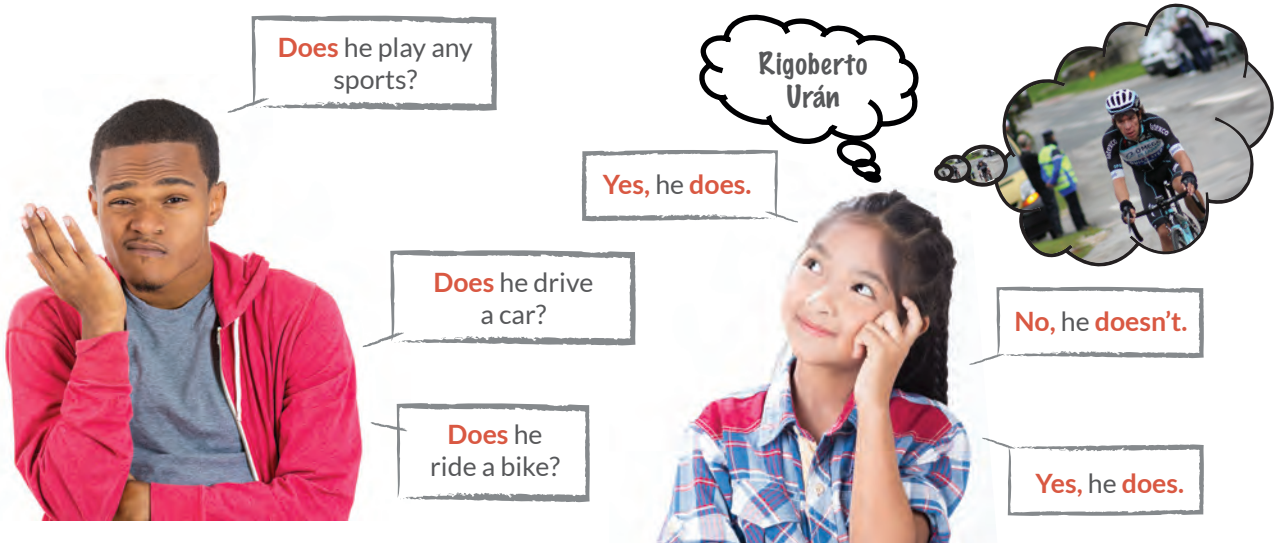 Does he play any
sports?
Rigoberto
Urán
Yes, he does.
Does he drive
a car?
No, he doesn't.
Does he
ride a bike?
Yes, he does.